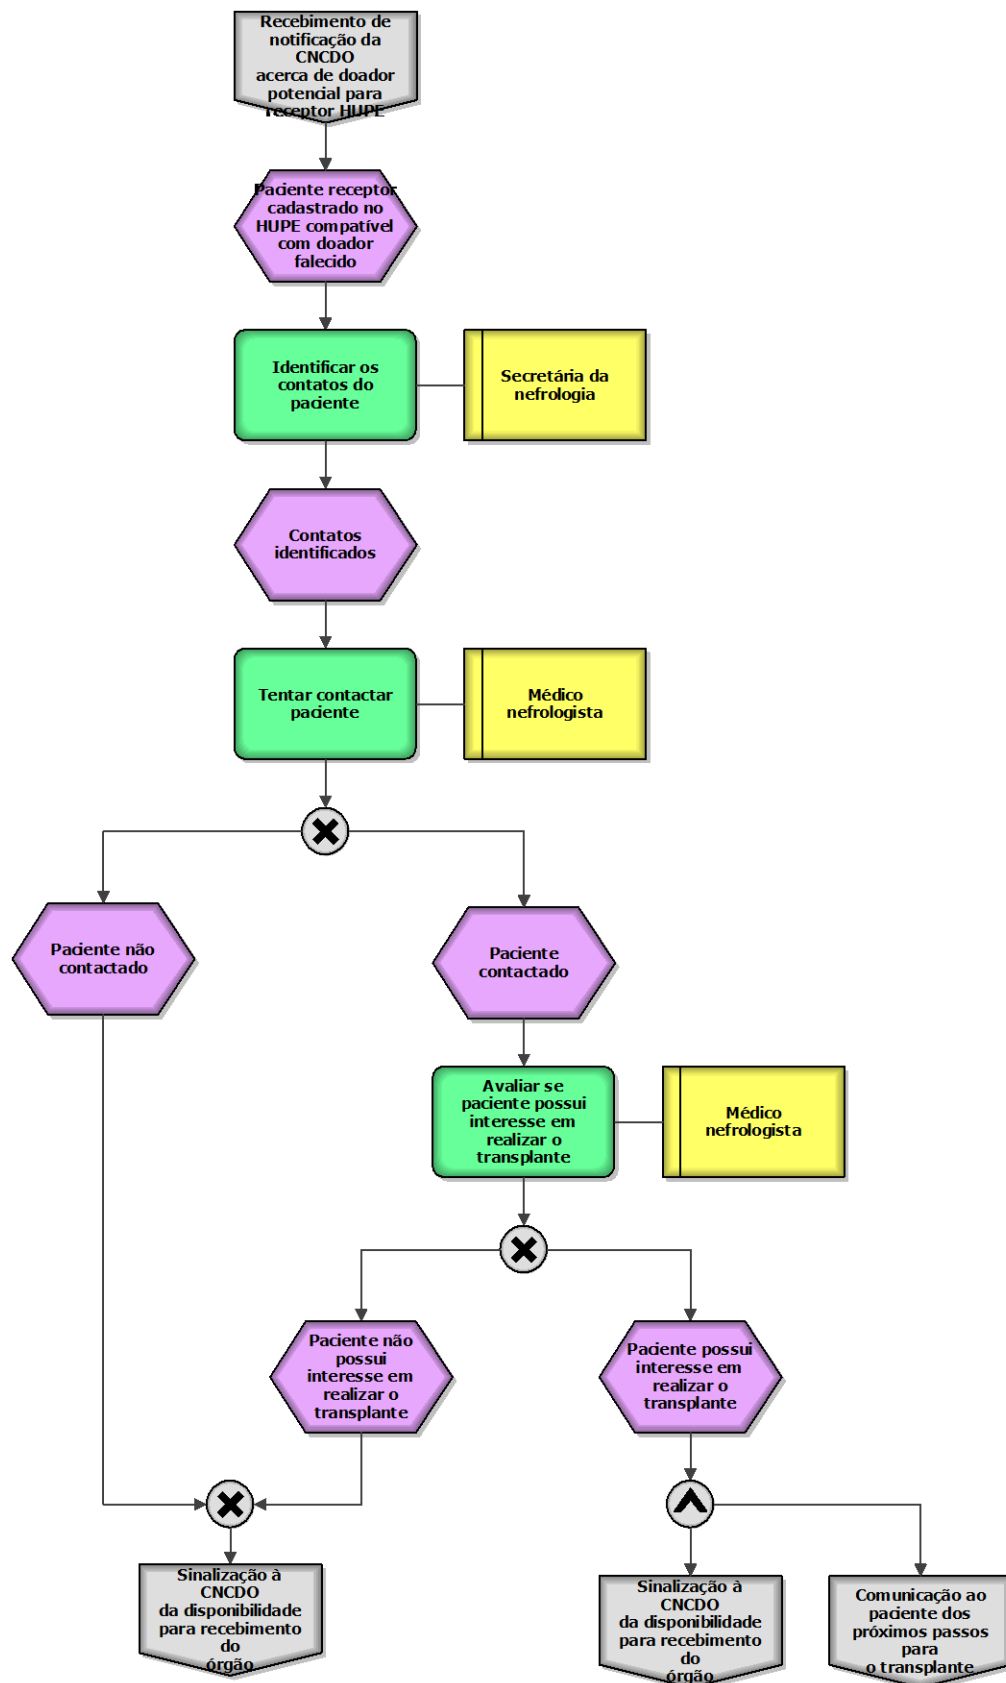 Recebimento de
notificação da
CNCDO
acerca de doador
potencial para
receptor HUPE
Paciente receptor
cadastrado no
HUPE compatível
com doador
falecido
Identificar os
contatos do
paciente
Secretária da
nefrologia
Contatos
identificados
Tentar contactar
paciente
Médico
nefrologista
Paciente não
contactado
Paciente
contactado
Avaliar se
paciente possui
interesse em
realizar o
transplante
Médico
nefrologista
Paciente não
possui
interesse em
realizar o
transplante
Paciente possui
interesse em
realizar o
transplante
Sinalização à
CNCDO
da disponibilidade
para recebimento
do
órgão
Sinalização à
CNCDO
da disponibilidade
para recebimento
do
órgão
Comunicação ao
paciente dos
próximos passos
para
o transplante